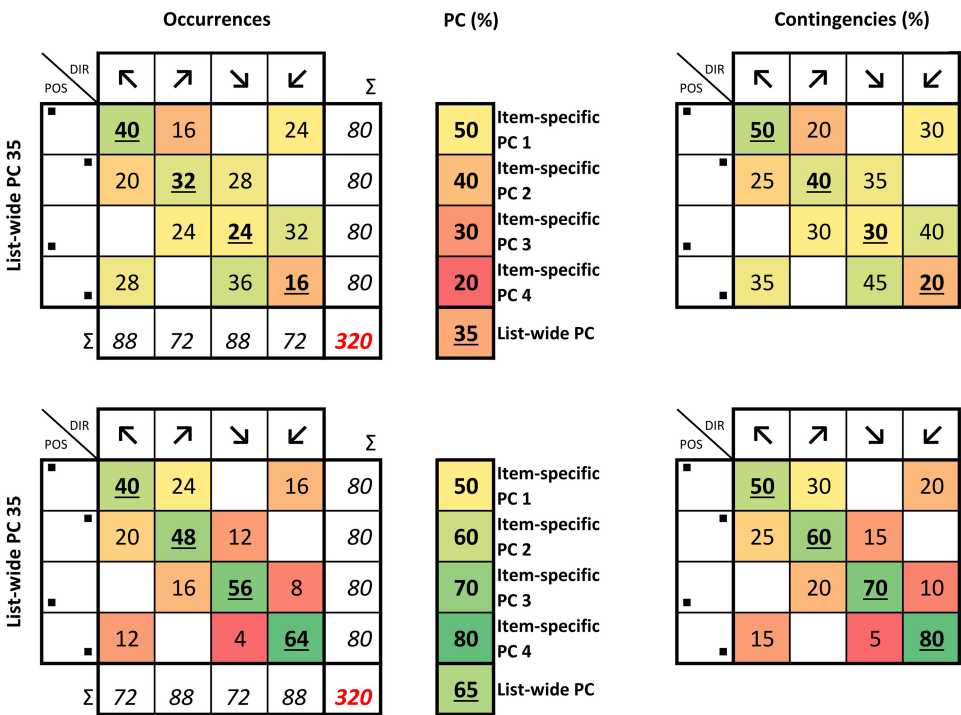 Occurrences PC (%) Contingencies (%)
List-wide PC 35
DIR
POS Σ
40 16 24 80
20 32 28 80
24 24 32 80
28 36 16 80
Σ 88 72 88 72 320
50 Item-specific PC 1
40 Item-specific PC 2
30 Item-specific PC 3
20 Item-specific PC 4
35 List-wide PC
DIR
POS
50 20 30
25 40 35
30 30 40
35 45 20
List-wide PC 35
DIR
POS Σ
40 24 16 80
20 48 12 80
16 56 8 80
12 4 64 80
Σ 72 88 72 88 320
50 Item-specific PC 1
60 Item-specific PC 2
70 Item-specific PC 3
80 Item-specific PC 4
65 List-wide PC
DIR
POS
50 30 20
25 60 15
20 70 10
15 5 80